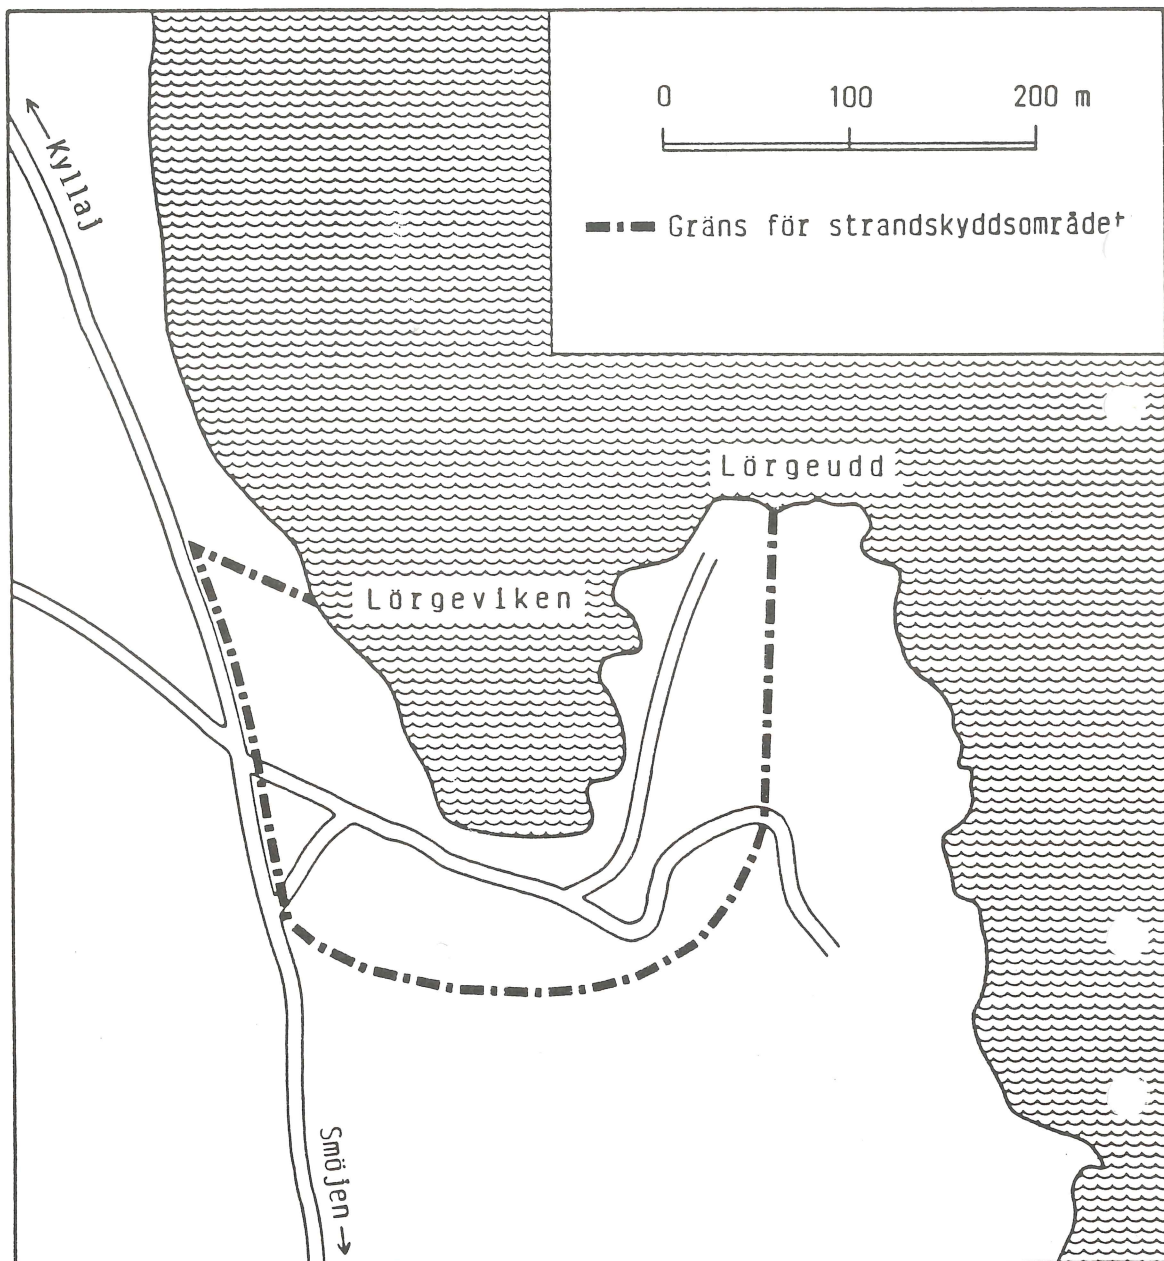 0 100 200 m
Kyllaj
Gräns för strandskyddsområdet
Lörgeudd
Lörgeviken
Smöjen